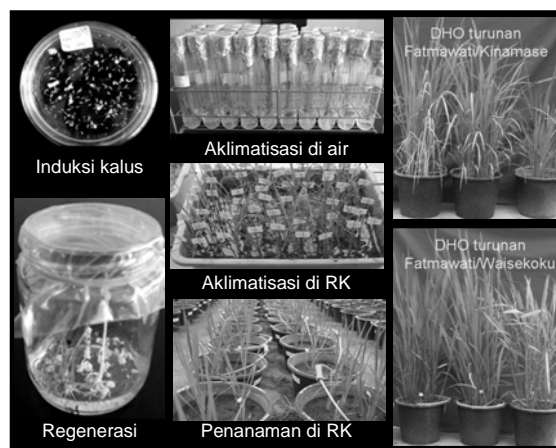 Induksi kalus
Aklimatisasi di air
DHO turunan
Fatmawati/Kinamase
Aklimatisasi di RK
Regenerasi
Penanaman di RK
DHO turunan
Fatmawati/Waisekoku